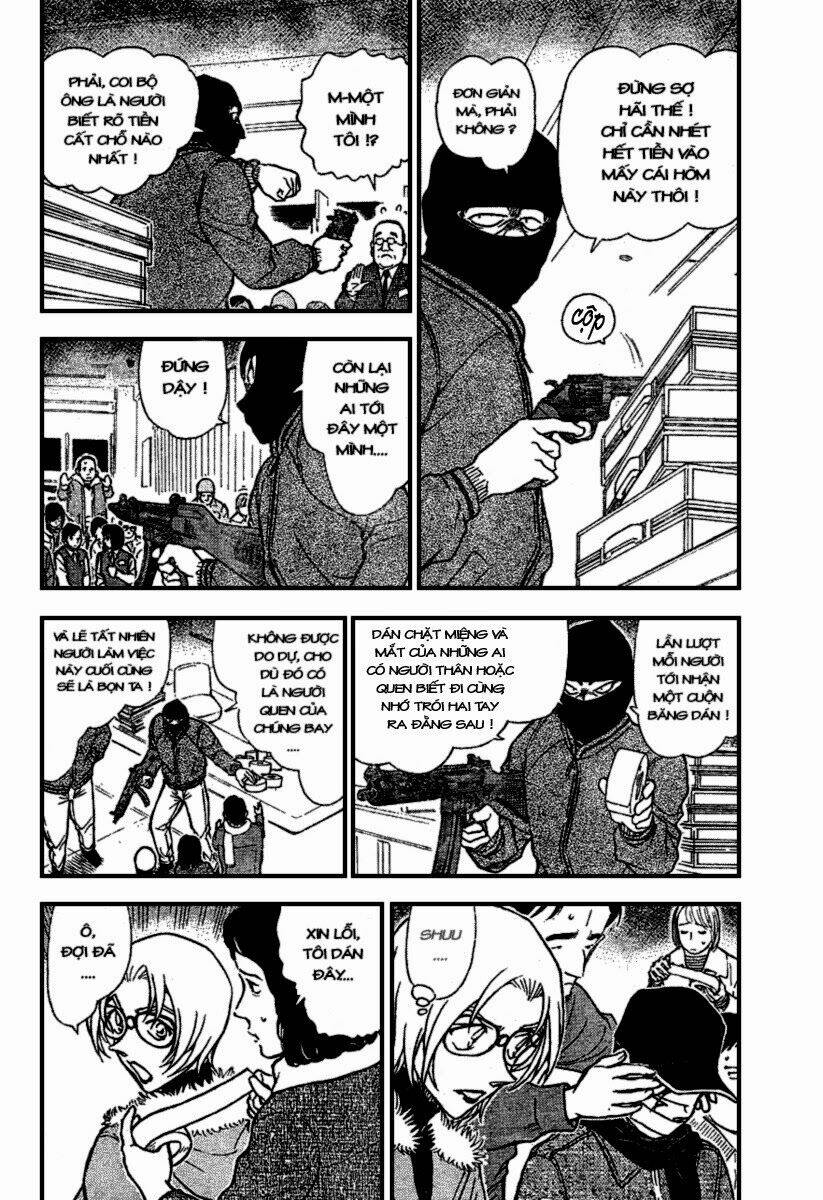 ĐỪNG SỢ
HÃI THẾ !
CHỈ CẦN NHÉT
HẾT TIỀN VÀO
MẤY CÁI HÒM
NÀY THÔI !
ĐƠN GIẢN
MÀ, PHẢI
KHÔNG ?
CỘP
M-MỘT
MÌNH
TÔI !?
PHẢI, COI BỘ
ÔNG LÀ NGƯỜI
BIẾT RÕ TIỀN
CẤT CHỖ NÀO
NHẤT !
CÒN LẠI
NHỮNG
AI TỚI
ĐÂY MỘT
MÌNH....
ĐỨNG
DẬY !
LẦN LƯỢT
MỖI NGƯỜI
TỚI NHẬN
MỘT CUỘN
BĂNG DÁN !
DÁN CHẶT MIỆNG VÀ
MẮT CỦA NHỮNG AI
CÓ NGƯỜI THÂN HOẶC
QUEN BIẾT ĐI CÙNG
NHỚ TRÓI HAI TAY
RA ĐẰNG SAU !
KHÔNG ĐƯỢC
DO DỰ, CHO
DÙ ĐÓ CÓ
LÀ NGƯỜI
QUEN CỦA
CHÚNG BAY
....
VÀ LẼ TẤT NHIÊN
NGƯỜI LÀM VIỆC
NÀY CUỐI CÙNG
SẼ LÀ BỌN TA !
SHUU
....
XIN LỖI,
TÔI DÁN
ĐÂY...
Ô,
ĐỢI ĐÃ
....